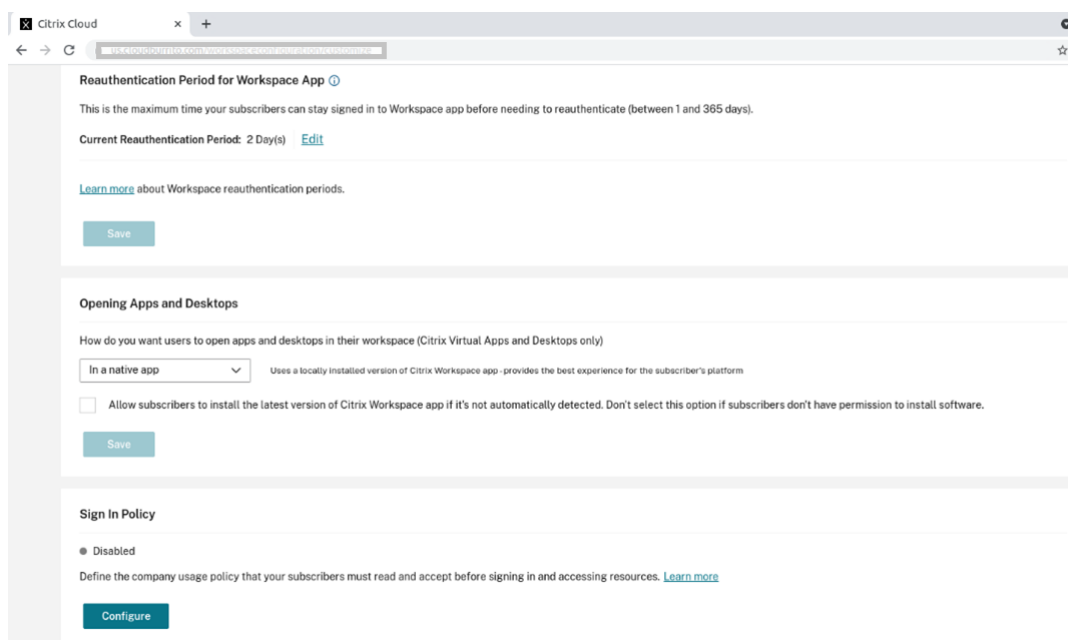 Citrix Cloud
us.cloudburrito.com/workspaceconfiguration/customize
Reauthentication Period for Workspace App
This is the maximum time your subscribers can stay signed in to Workspace app before needing to reauthenticate (between 1 and 365 days).
Current Reauthentication Period: 2 Day(s) Edit
Learn more about Workspace reauthentication periods.
Save
Opening Apps and Desktops
How do you want users to open apps and desktops in their workspace (Citrix Virtual Apps and Desktops only)
In a native app Uses a locally installed version of Citrix Workspace app - provides the best experience for the subscriber's platform
Allow subscribers to install the latest version of Citrix Workspace app if it's not automatically detected. Don't select this option if subscribers don't have permission to install software.
Save
Sign In Policy
Disabled
Define the company usage policy that your subscribers must read and accept before signing in and accessing resources. Learn more
Configure